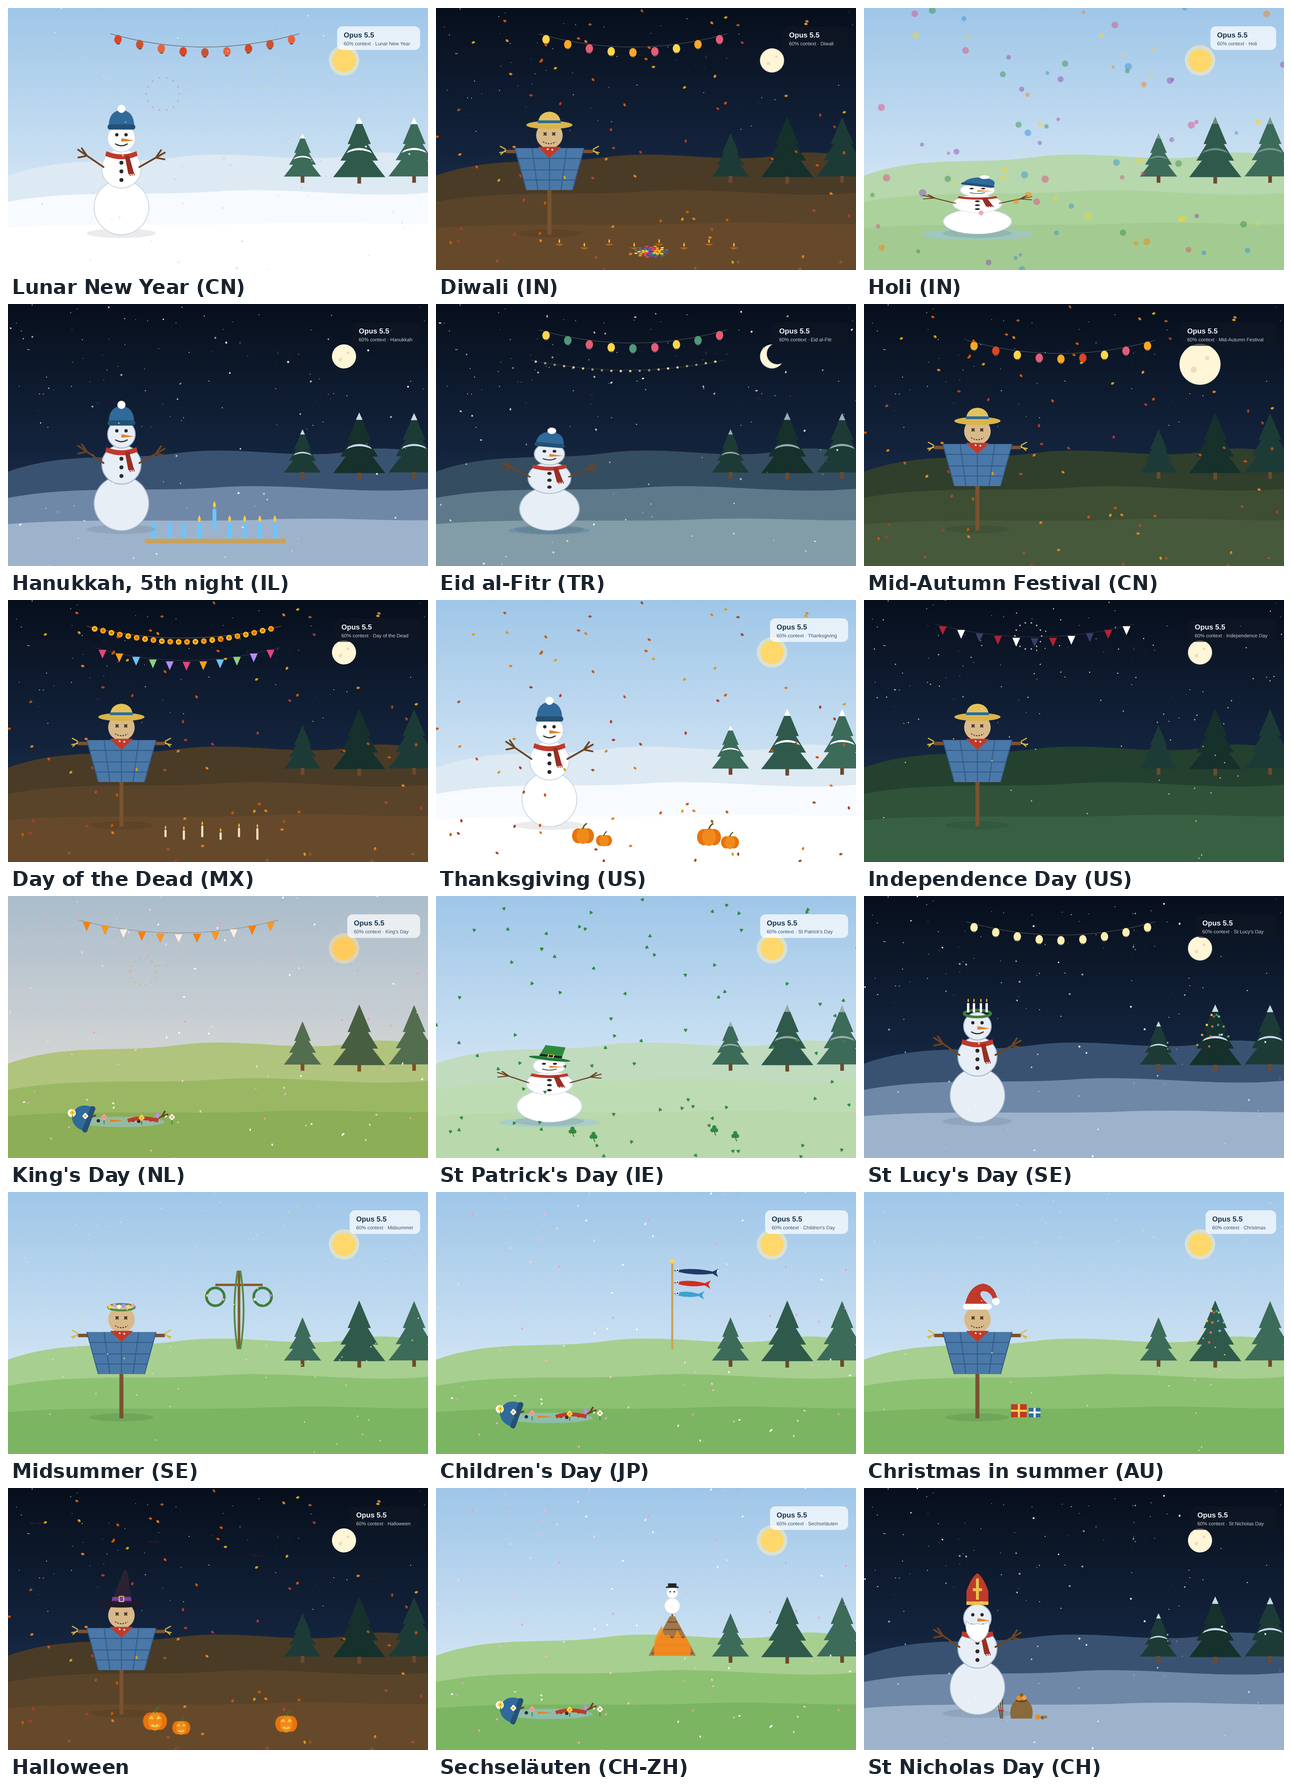 Opus 5.5
60% context · Lunar New Year
Opus 5.5
60% context · Diwali
Opus 5.5
60% context · Holi
Lunar New Year (CN)
Diwali (IN)
Holi (IN)
Opus 5.5
60% context · Hanukkah
Opus 5.5
60% context · Eid al-Fitr
Opus 5.5
60% context · Mid-Autumn Festival
Hanukkah, 5th night (IL)
Eid al-Fitr (TR)
Mid-Autumn Festival (CN)
Opus 5.5
60% context · Day of the Dead
Opus 5.5
60% context · Thanksgiving
Opus 5.5
60% context · Independence Day
Day of the Dead (MX)
Thanksgiving (US)
Independence Day (US)
Opus 5.5
60% context · King's Day
Opus 5.5
60% context · St Patrick's Day
Opus 5.5
60% context · St Lucy's Day
King's Day (NL)
St Patrick's Day (IE)
St Lucy's Day (SE)
Opus 5.5
60% context · Midsummer
Opus 5.5
60% context · Children's Day
Opus 5.5
60% context · Christmas
Midsummer (SE)
Children's Day (JP)
Christmas in summer (AU)
Opus 5.5
60% context · Halloween
Opus 5.5
60% context · Sechseläuten
Opus 5.5
60% context · St Nicholas Day
Halloween
Sechseläuten (CH-ZH)
St Nicholas Day (CH)